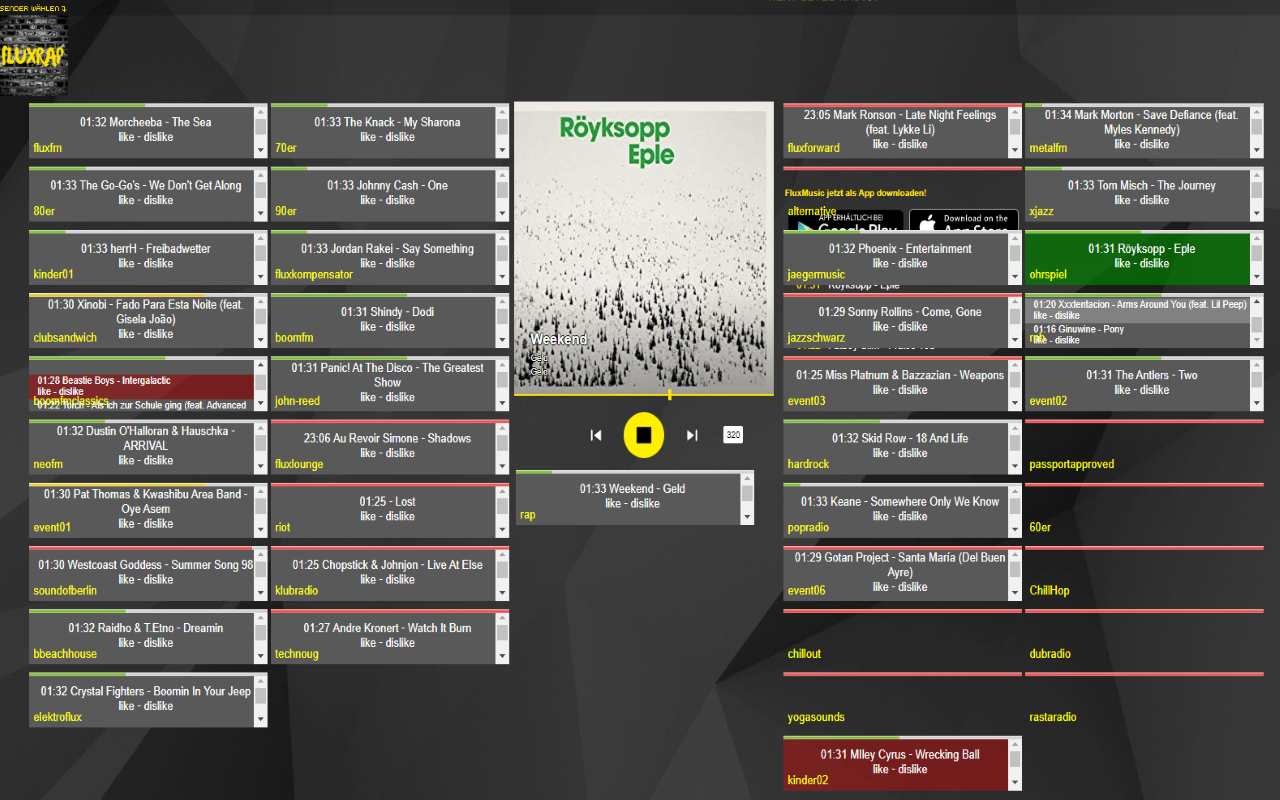 SENDER WÄHLEN
FLUXRAP
01:32 Morcheeba - The Sea
like - dislike
fluxfm
01:33 The Knack - My Sharona
like - dislike
70er
01:33 The Go-Go's - We Don't Get Along
like - dislike
80er
01:33 Johnny Cash - One
like - dislike
90er
01:33 herrH - Freibadwetter
like - dislike
kinder01
01:33 Jordan Rakei - Say Something
like - dislike
fluxkompensator
01:30 Xinobi - Fado Para Esta Noite (feat.
Gisela João)
like - dislike
clubsandwich
01:31 Shindy - Dodi
like - dislike
boomfm
01:28 Beastie Boys - Intergalactic
like - dislike
boomfmclassics
01:22 Torch - Als ich zur Schule ging (feat. Advanced
01:31 Panic! At The Disco - The Greatest
Show
like - dislike
john-reed
01:32 Dustin O'Halloran & Hauschka -
ARRIVAL
like - dislike
neofm
23:06 Au Revoir Simone - Shadows
like - dislike
fluxlounge
01:30 Pat Thomas & Kwashibu Area Band -
Oye Asem
like - dislike
event01
01:25 - Lost
like - dislike
riot
01:30 Westcoast Goddess - Summer Song 98
like - dislike
soundofberlin
01:25 Chopstick & Johnjon - Live At Else
like - dislike
klubradio
01:32 Raidho & T.Etno - Dreamin
like - dislike
bbeachhouse
01:27 Andre Kronert - Watch It Burn
like - dislike
technoug
01:32 Crystal Fighters - Boomin In Your Jeep
like - dislike
elektroflux
Röyksopp
Eple
Weekend
Geld
Geld
320
01:33 Weekend - Geld
like - dislike
rap
23:05 Mark Ronson - Late Night Feelings
(feat. Lykke Li)
like - dislike
fluxforward
01:34 Mark Morton - Save Defiance (feat.
Myles Kennedy)
like - dislike
metalfm
FluxMusic jetzt als App downloaden!
alternative
APP ERHÄLTLICH BEI
Google Play
Download on the
App Store
01:33 Tom Misch - The Journey
like - dislike
xjazz
01:32 Phoenix - Entertainment
like - dislike
jaegermusic
01:31 Röyksopp - Eple
01:31 Röyksopp - Eple
like - dislike
ohrspiel
01:29 Sonny Rollins - Come, Gone
like - dislike
jazzschwarz
01:20 Xxxtentacion - Arms Around You (feat. Lil Peep)
like - dislike
01:16 Ginuwine - Pony
rnb
like - dislike
01:25 Miss Platnum & Bazzazian - Weapons
like - dislike
event03
01:31 The Antlers - Two
like - dislike
event02
01:32 Skid Row - 18 And Life
like - dislike
hardrock
passportapproved
01:33 Keane - Somewhere Only We Know
like - dislike
popradio
60er
01:29 Gotan Project - Santa María (Del Buen
Ayre)
like - dislike
event06
ChillHop
chillout
dubradio
yogasounds
rastaradio
01:31 MIley Cyrus - Wrecking Ball
like - dislike
kinder02